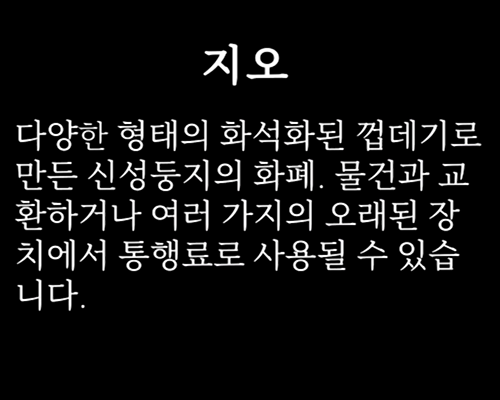 지오
다양한 형태의 화석화된 껍데기로
만든 신성둥지의 화폐. 물건과 교
환하거나 여러 가지의 오래된 장
치에서 통행료로 사용될 수 있습
니다.